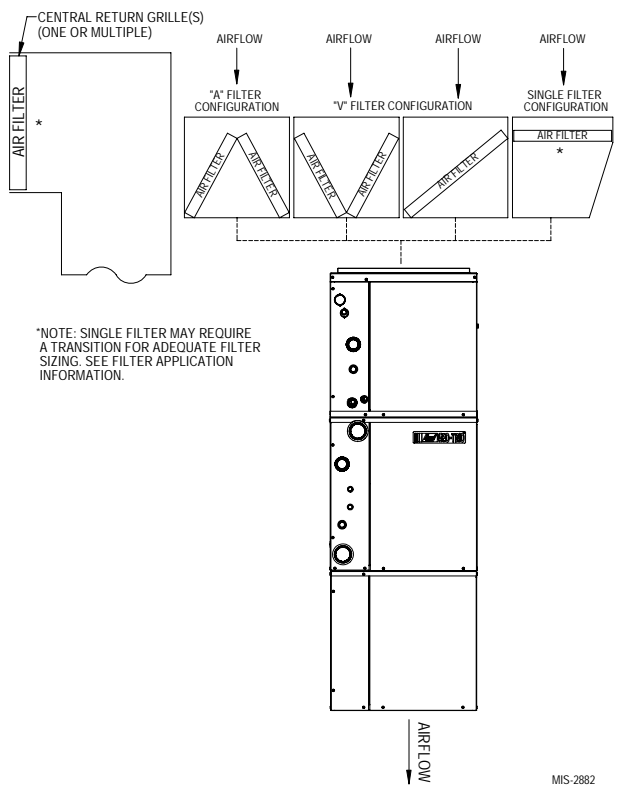 CENTRAL RETURN GRILLE(S)
(ONE OR MULTIPLE)
AIR FILTER
*
AIRFLOW
AIRFLOW
AIRFLOW
AIRFLOW
"A" FILTER
CONFIGURATION
"V" FILTER CONFIGURATION
SINGLE FILTER
CONFIGURATION
AIR FILTER
AIR FILTER
AIR FILTER
AIR FILTER
AIR FILTER
AIR FILTER
*
*NOTE: SINGLE FILTER MAY REQUIRE
A TRANSITION FOR ADEQUATE FILTER
SIZING. SEE FILTER APPLICATION
INFORMATION.
AIRFLOW
MIS-2882